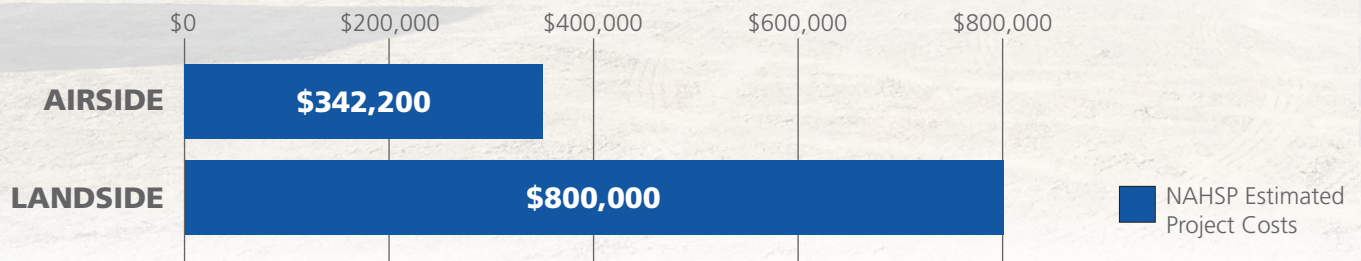 $0 $200,000 $400,000 $600,000 $800,000
AIRSIDE $342,200
LANDSIDE $800,000
NAHSP Estimated
Project Costs